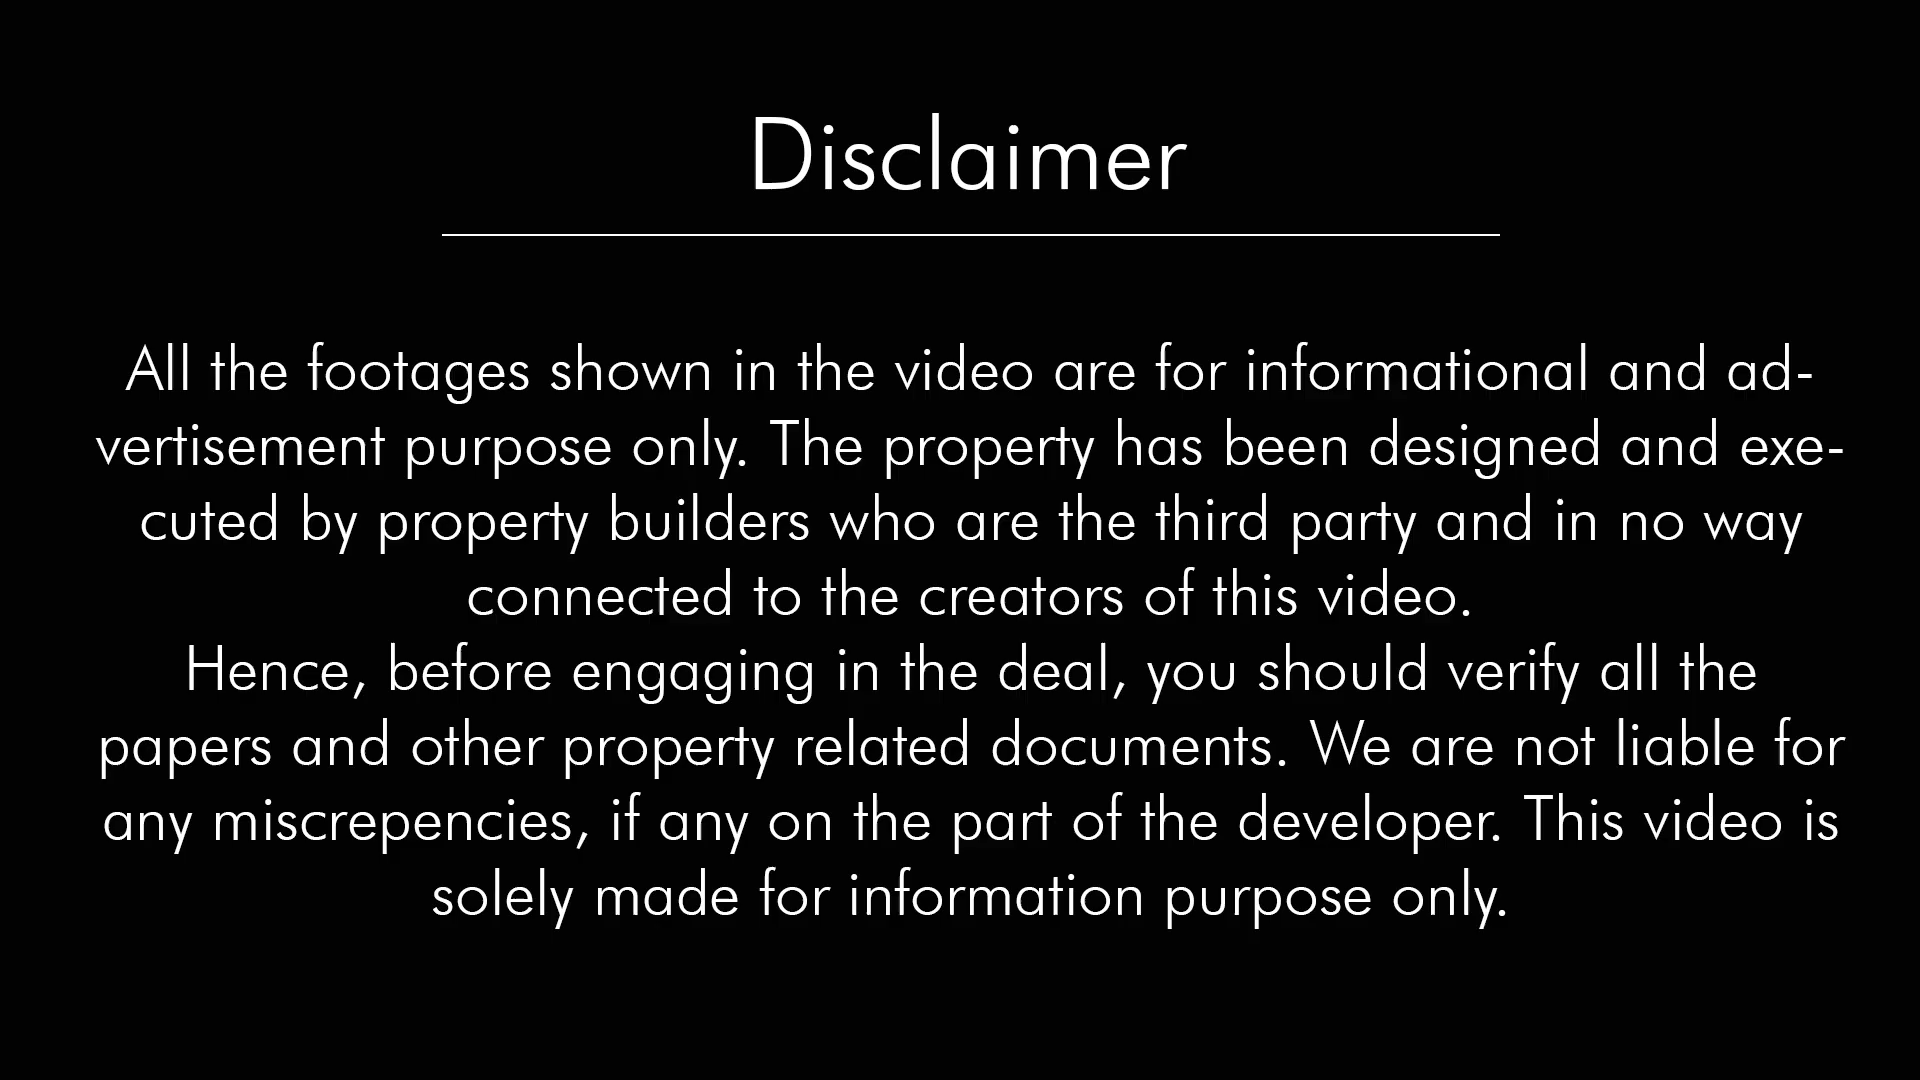 Disclaimer
All the footages shown in the video are for informational and ad-
vertisement purpose only. The property has been designed and exe-
cuted by property builders who are the third party and in no way
connected to the creators of this video.
Hence, before engaging in the deal, you should verify all the
papers and other property related documents. We are not liable for
any miscrepencies, if any on the part of the developer. This video is
solely made for information purpose only.